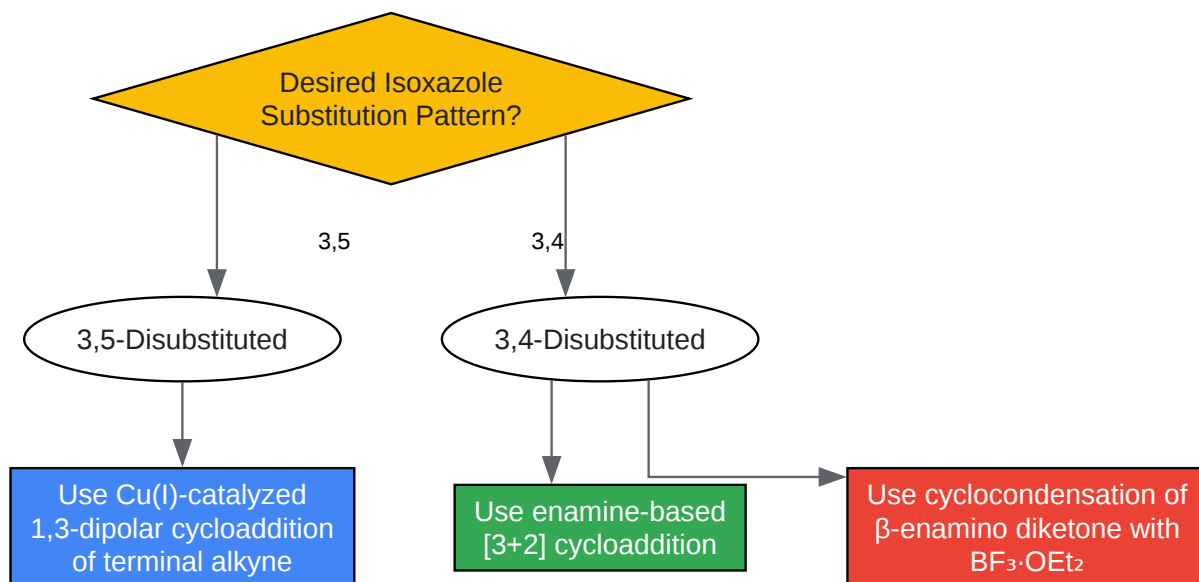 Desired Isoxazole
Substitution Pattern?
3,5
3,4
3,5-Disubstituted
3,4-Disubstituted
Use Cu(I)-catalyzed
1,3-dipolar cycloaddition
of terminal alkyne
Use enamine-based
[3+2] cycloaddition
Use cyclocondensation of
β-enamino diketone with
BF₃·OEt₂